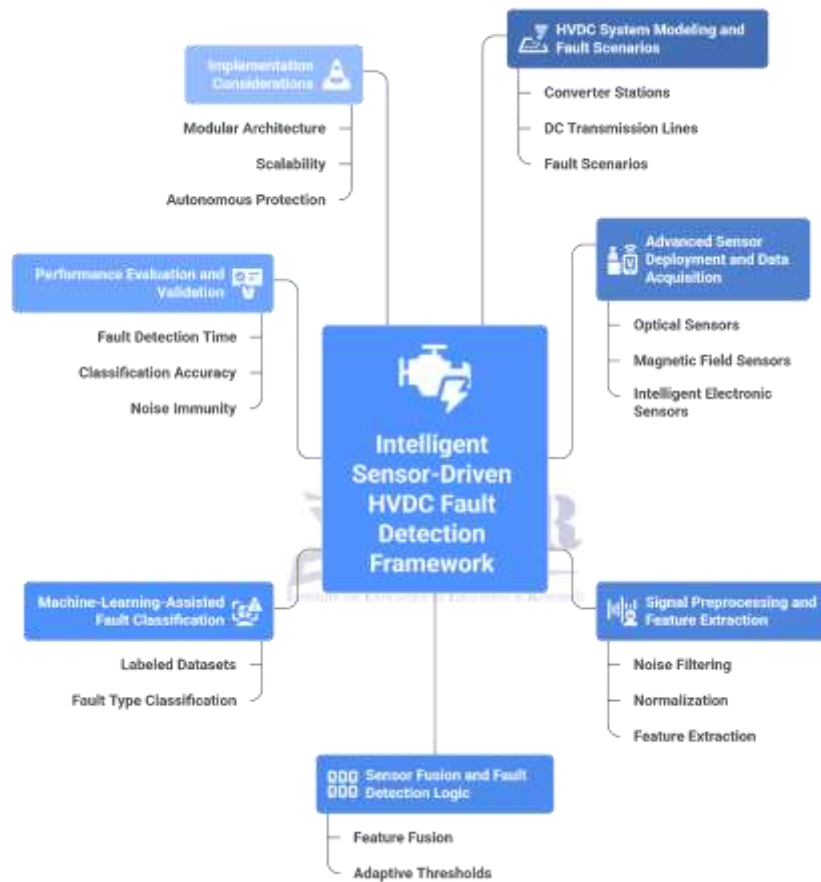 HVDC System Modeling and
Fault Scenarios
Converter Stations
DC Transmission Lines
Fault Scenarios
Implementation
Considerations
Modular Architecture
Scalability
Autonomous Protection
Advanced Sensor
Deployment and Data
Acquisition
Optical Sensors
Magnetic Field Sensors
Intelligent Electronic
Sensors
Performance Evaluation and
Validation
Fault Detection Time
Classification Accuracy
Noise Immunity
Intelligent
Sensor-Driven
HVDC Fault
Detection
Framework
Machine-Learning-Assisted
Fault Classification
Labeled Datasets
Fault Type Classification
Signal Preprocessing and
Feature Extraction
Noise Filtering
Normalization
Feature Extraction
Sensor Fusion and Fault
Detection Logic
Feature Fusion
Adaptive Thresholds